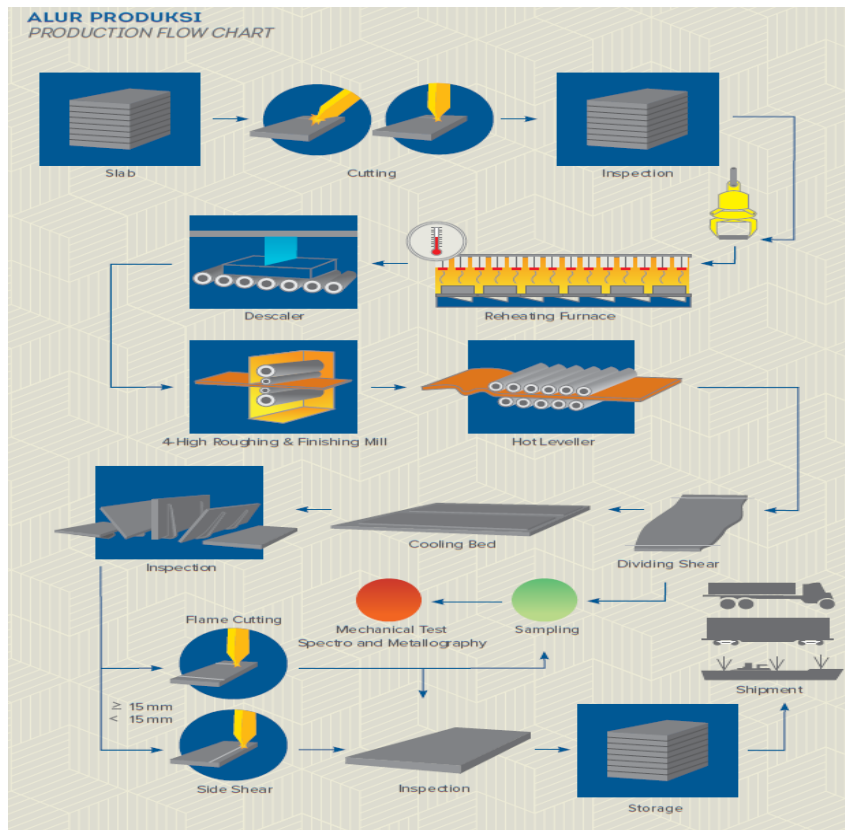 ALUR PRODUKSI
PRODUCTION FLOW CHART
Slab
Cutting
Inspection
Descaler
Reheating Furnace
4-High Roughing & Finishing Mill
Hot Leveller
Inspection
Cooling Bed
Dividing Shear
Flame Cutting
Mechanical Test
Spectro and Metallography
Sampling
Shipment
≥ 15 mm
< 15 mm
Side Shear
Inspection
Storage